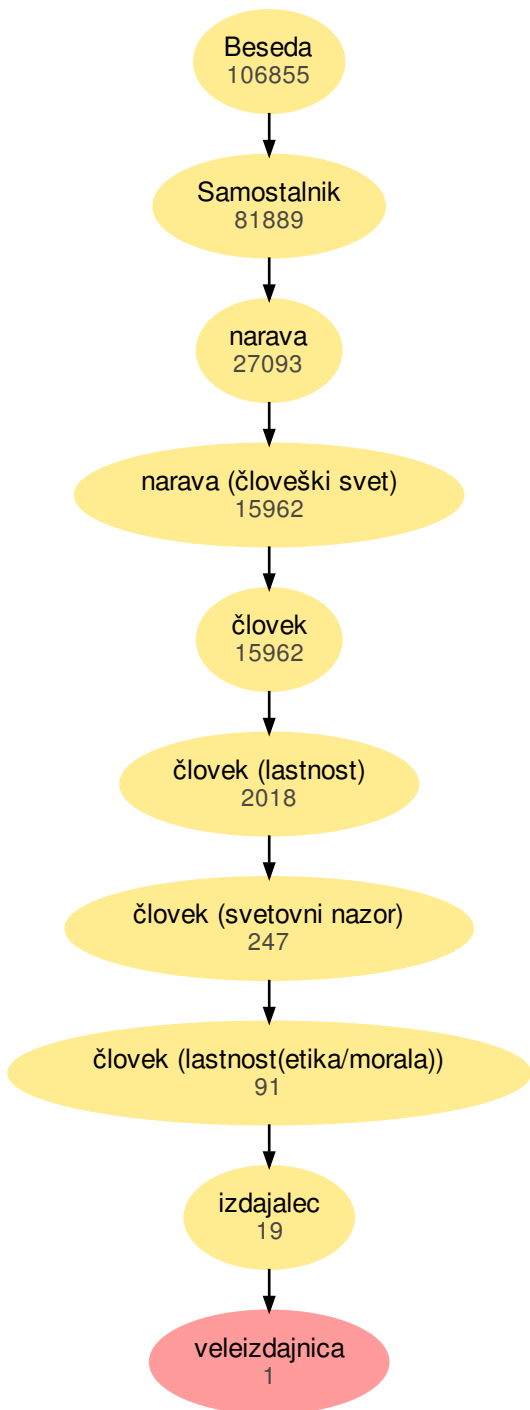 Beseda
106855
Samostalnik
81889
narava
27093
narava (človeški svet)
15962
človek
15962
človek (lastnost)
2018
človek (svetovni nazor)
247
človek (lastnost(etika/morala))
91
izdajalec
19
veleizdajnica
1